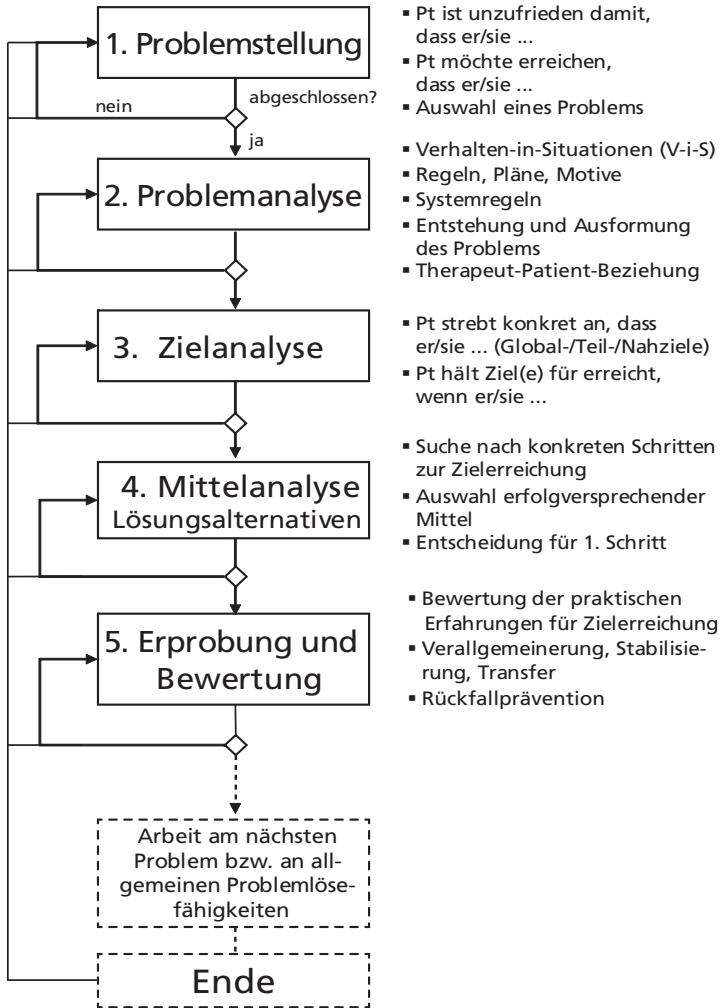 1. Problemstellung
▪ Pt ist unzufrieden damit,
dass er/sie ...
▪ Pt möchte erreichen,
dass er/sie ...
▪ Auswahl eines Problems
nein
abgeschlossen?
ja
2. Problemanalyse
▪ Verhalten-in-Situationen (V-i-S)
▪ Regeln, Pläne, Motive
▪ Systemregeln
▪ Entstehung und Ausformung
des Problems
▪ Therapeut-Patient-Beziehung
3. Zielanalyse
▪ Pt strebt konkret an, dass
er/sie ... (Global-/Teil-/Nahziele)
▪ Pt hält Ziel(e) für erreicht,
wenn er/sie ...
4. Mittelanalyse
Lösungsalternativen
▪ Suche nach konkreten Schritten
zur Zielerreichung
▪ Auswahl erfolgversprechender
Mittel
▪ Entscheidung für 1. Schritt
5. Erprobung und
Bewertung
▪ Bewertung der praktischen
Erfahrungen für Zielerreichung
▪ Verallgemeinerung, Stabilisie-
rung, Transfer
▪ Rückfallprävention
Arbeit am nächsten
Problem bzw. an all-
gemeinen Problemlöse-
fähigkeiten
Ende